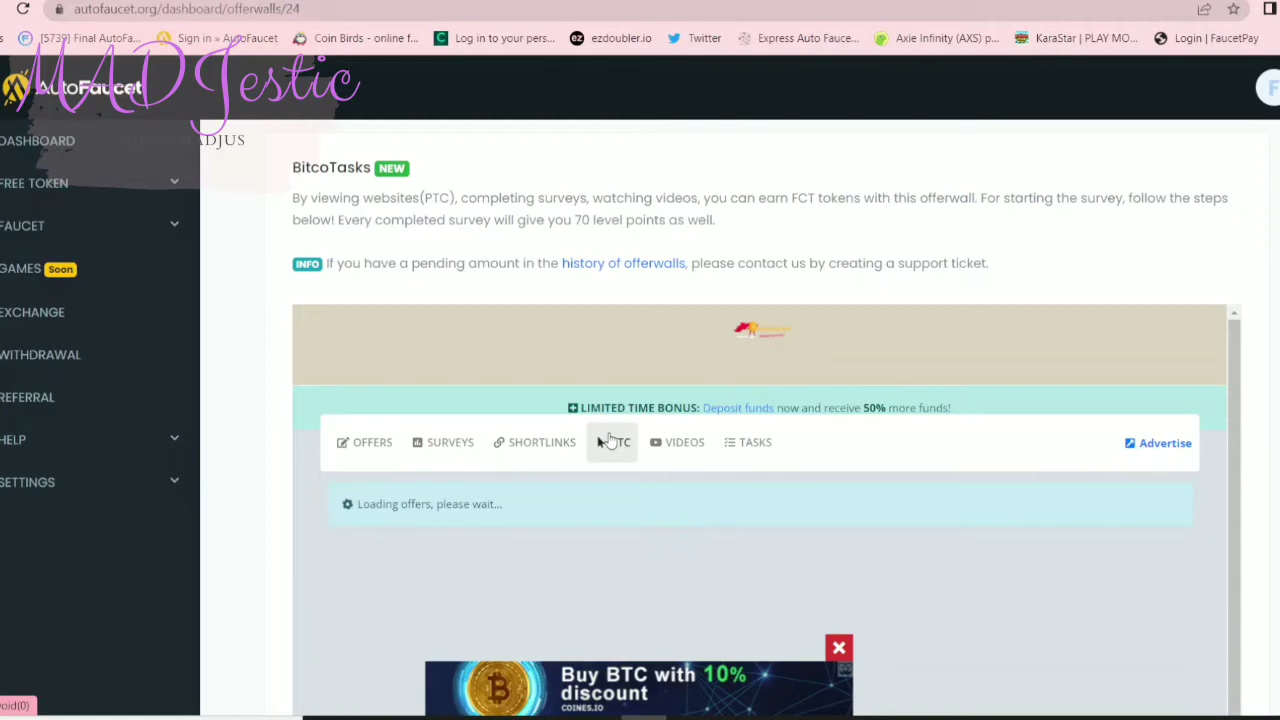 autofaucet.org/dashboard/offerwalls/24
[5739] Final AutoFa... Sign in » AutoFaucet Coin Birds - online f... Log in to your pers... ezdoubler.io Twitter Express Auto Fauce... Axie Infinity (AXS) p... KaraStar | PLAY MO... Login | FaucetPay
MADJestic
AutoFaucet
F
ADJUS
DASHBOARD
FREE TOKEN
FAUCET
GAMES Soon
EXCHANGE
WITHDRAWAL
REFERRAL
HELP
SETTINGS
BitcoTasks NEW
By viewing websites(PTC), completing surveys, watching videos, you can earn FCT tokens with this offerwall. For starting the survey, follow the steps
below! Every completed survey will give you 70 level points as well.
INFO If you have a pending amount in the history of offerwalls, please contact us by creating a support ticket.
LIMITED TIME BONUS: Deposit funds now and receive 50% more funds!
OFFERS SURVEYS SHORTLINKS TC VIDEOS TASKS Advertise
Loading offers, please wait...
Buy BTC with 10%
discount
COINES.IO
void(0)